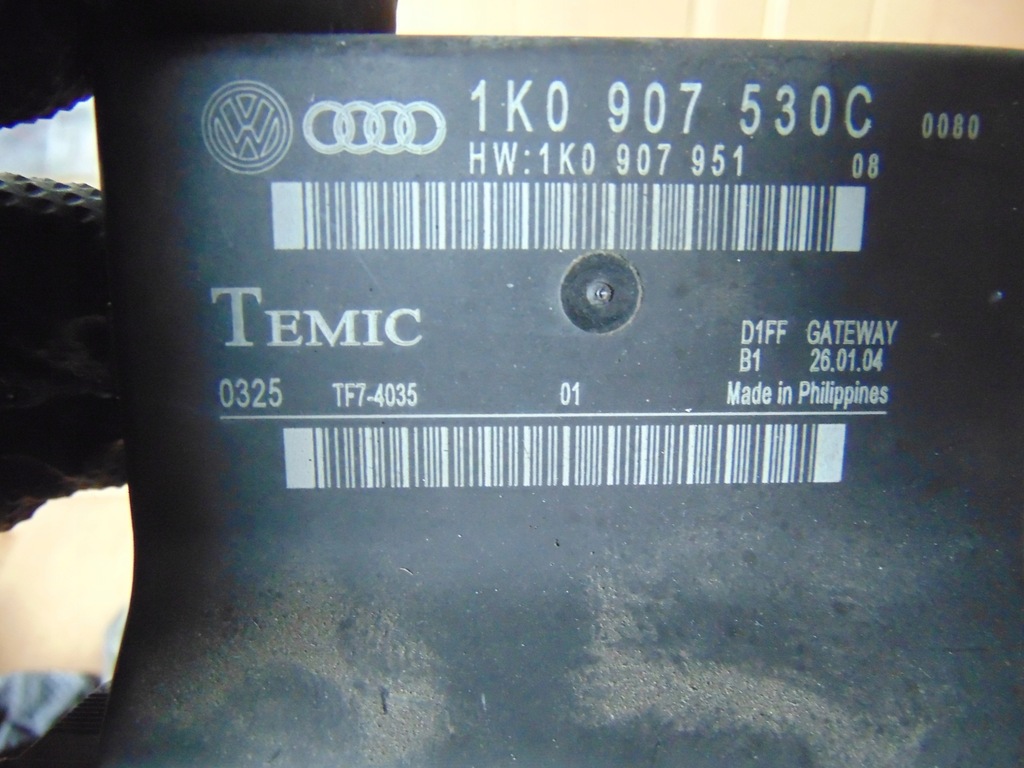 1K0 907 530C 0080
HW:1K0 907 951 08
TEMIC
D1FF GATEWAY
B1 26.01.04
0325 TF7-4035 01 Made in Philippines